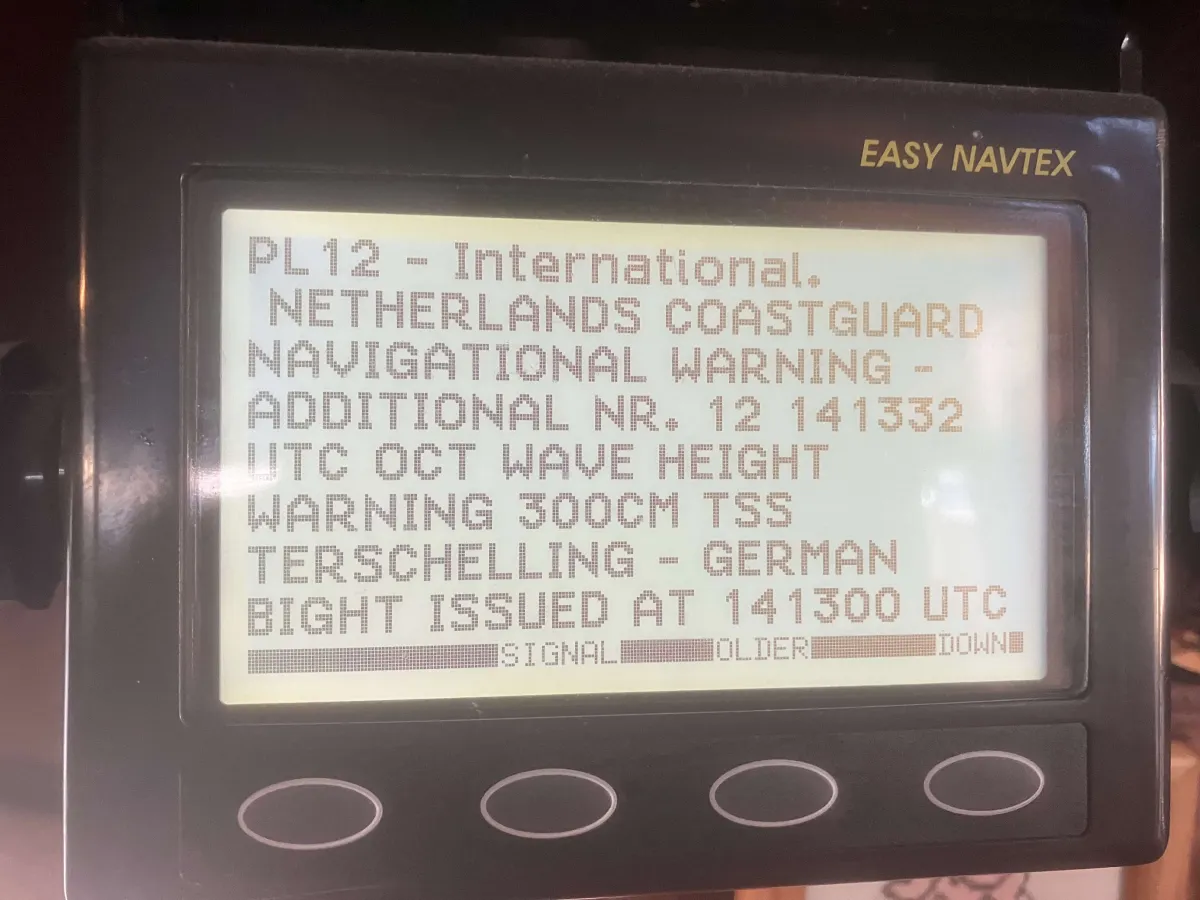 EASY NAVTEX
PL12 - International.
NETHERLANDS COASTGUARD
NAVIGATIONAL WARNING -
ADDITIONAL NR. 12 141332
UTC OCT WAVE HEIGHT
WARNING 300CM TSS
TERSCHELLING - GERMAN
BIGHT ISSUED AT 141300 UTC
SIGNAL OLDER DOWN